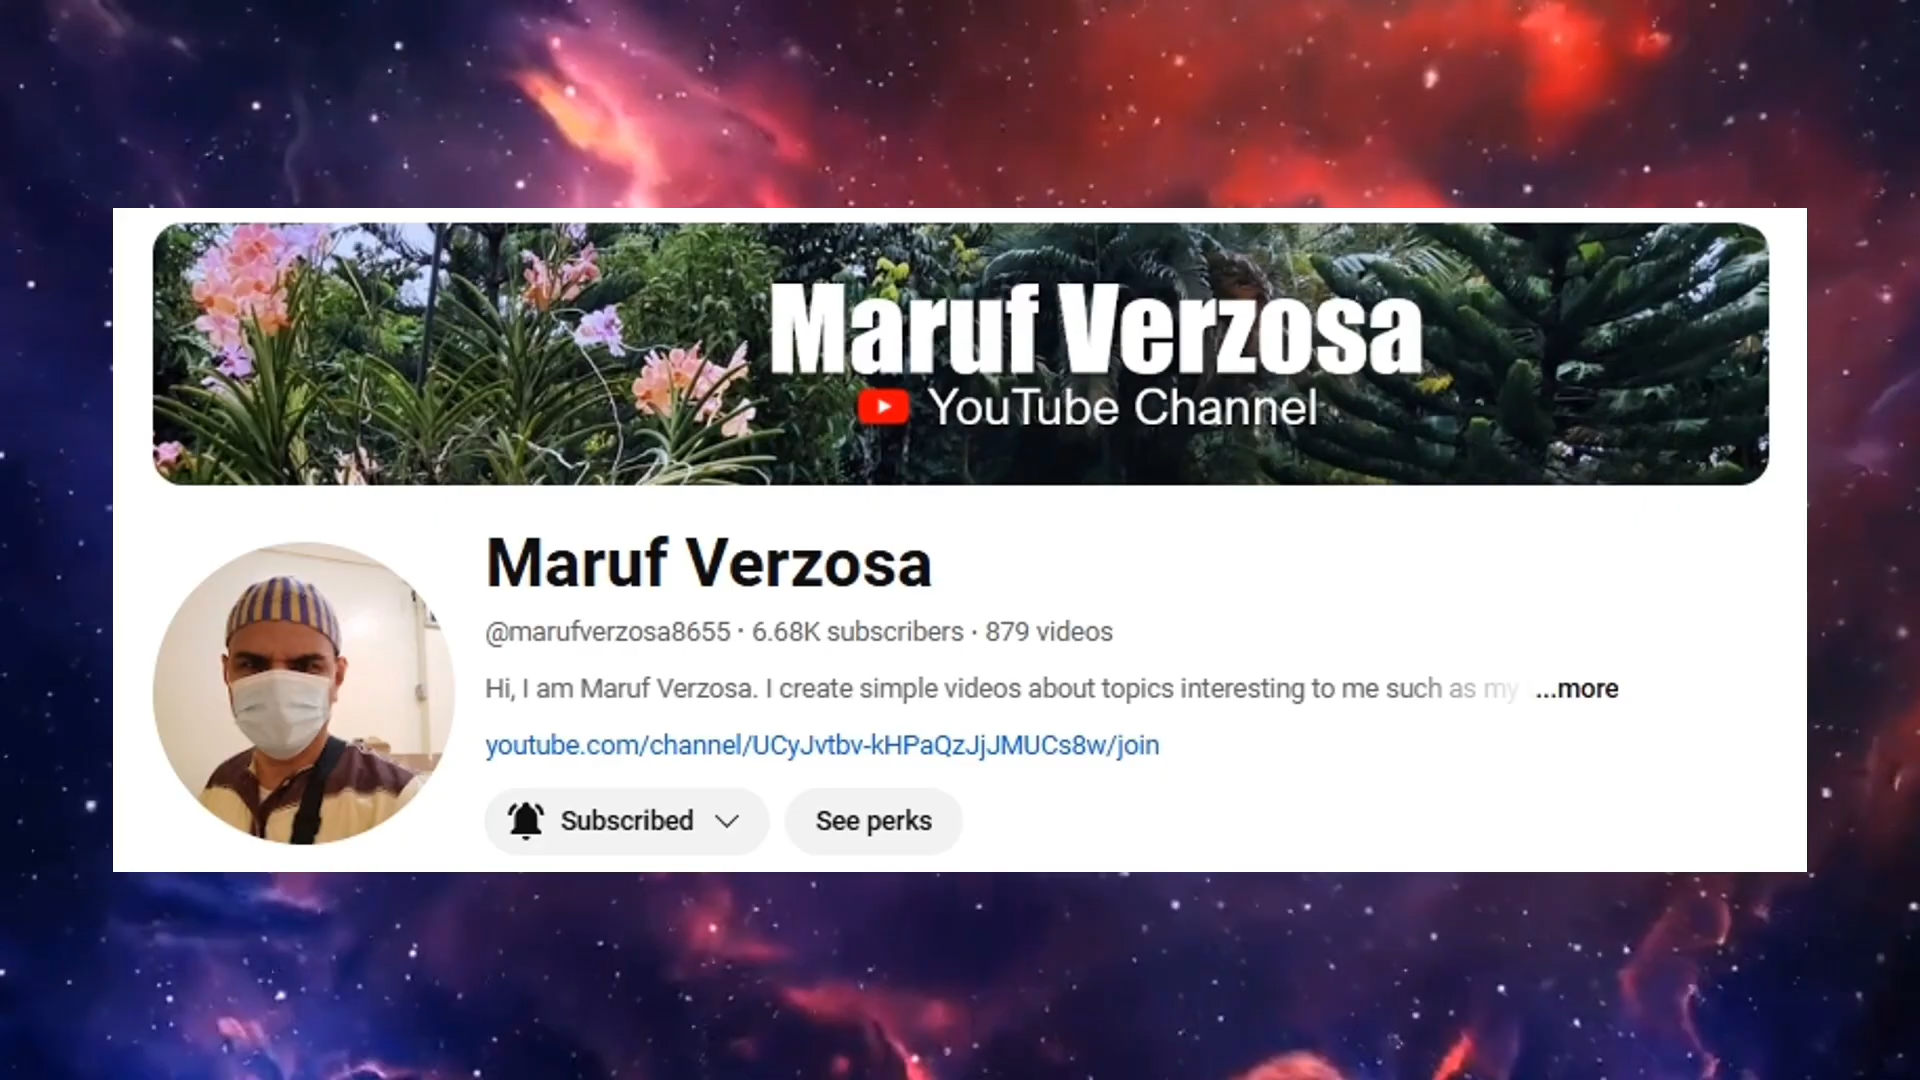 Maruf Verzosa
YouTube Channel
Maruf Verzosa
@marufverzosa8655 · 6.68K subscribers · 879 videos
Hi, I am Maruf Verzosa. I create simple videos about topics interesting to me such as my ...more
youtube.com/channel/UCyJvtbv-kHPaQzJjJMUCs8w/join
Subscribed
See perks